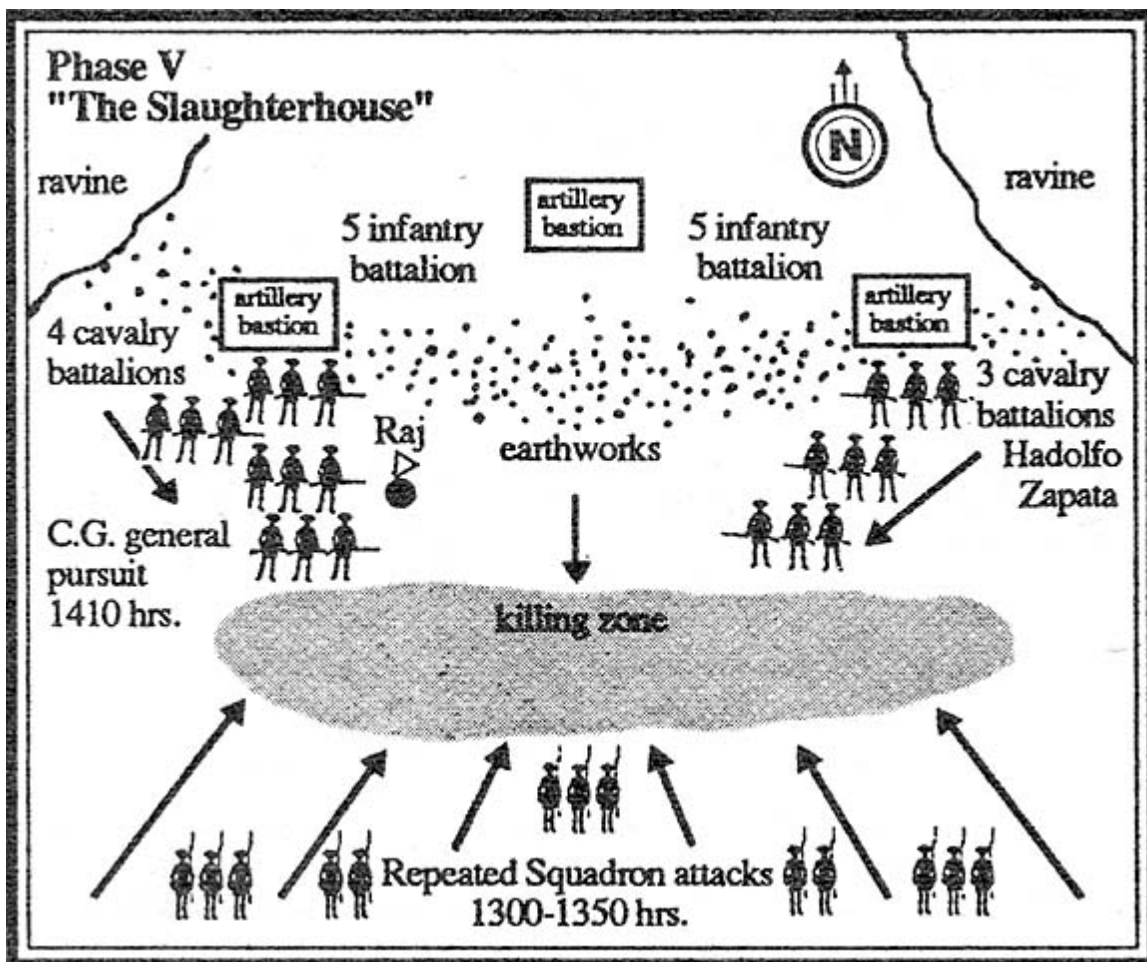 Phase V
"The Slaughterhouse"
N
ravine
ravine
artillery
bastion
5 infantry
battalion
5 infantry
battalion
artillery
bastion
artillery
bastion
4 cavalry
battalions
3 cavalry
battalions
Hadolfo
Zapata
Raj
earthworks
C.G. general
pursuit
1410 hrs.
killing zone
Repeated Squadron attacks
1300-1350 hrs.